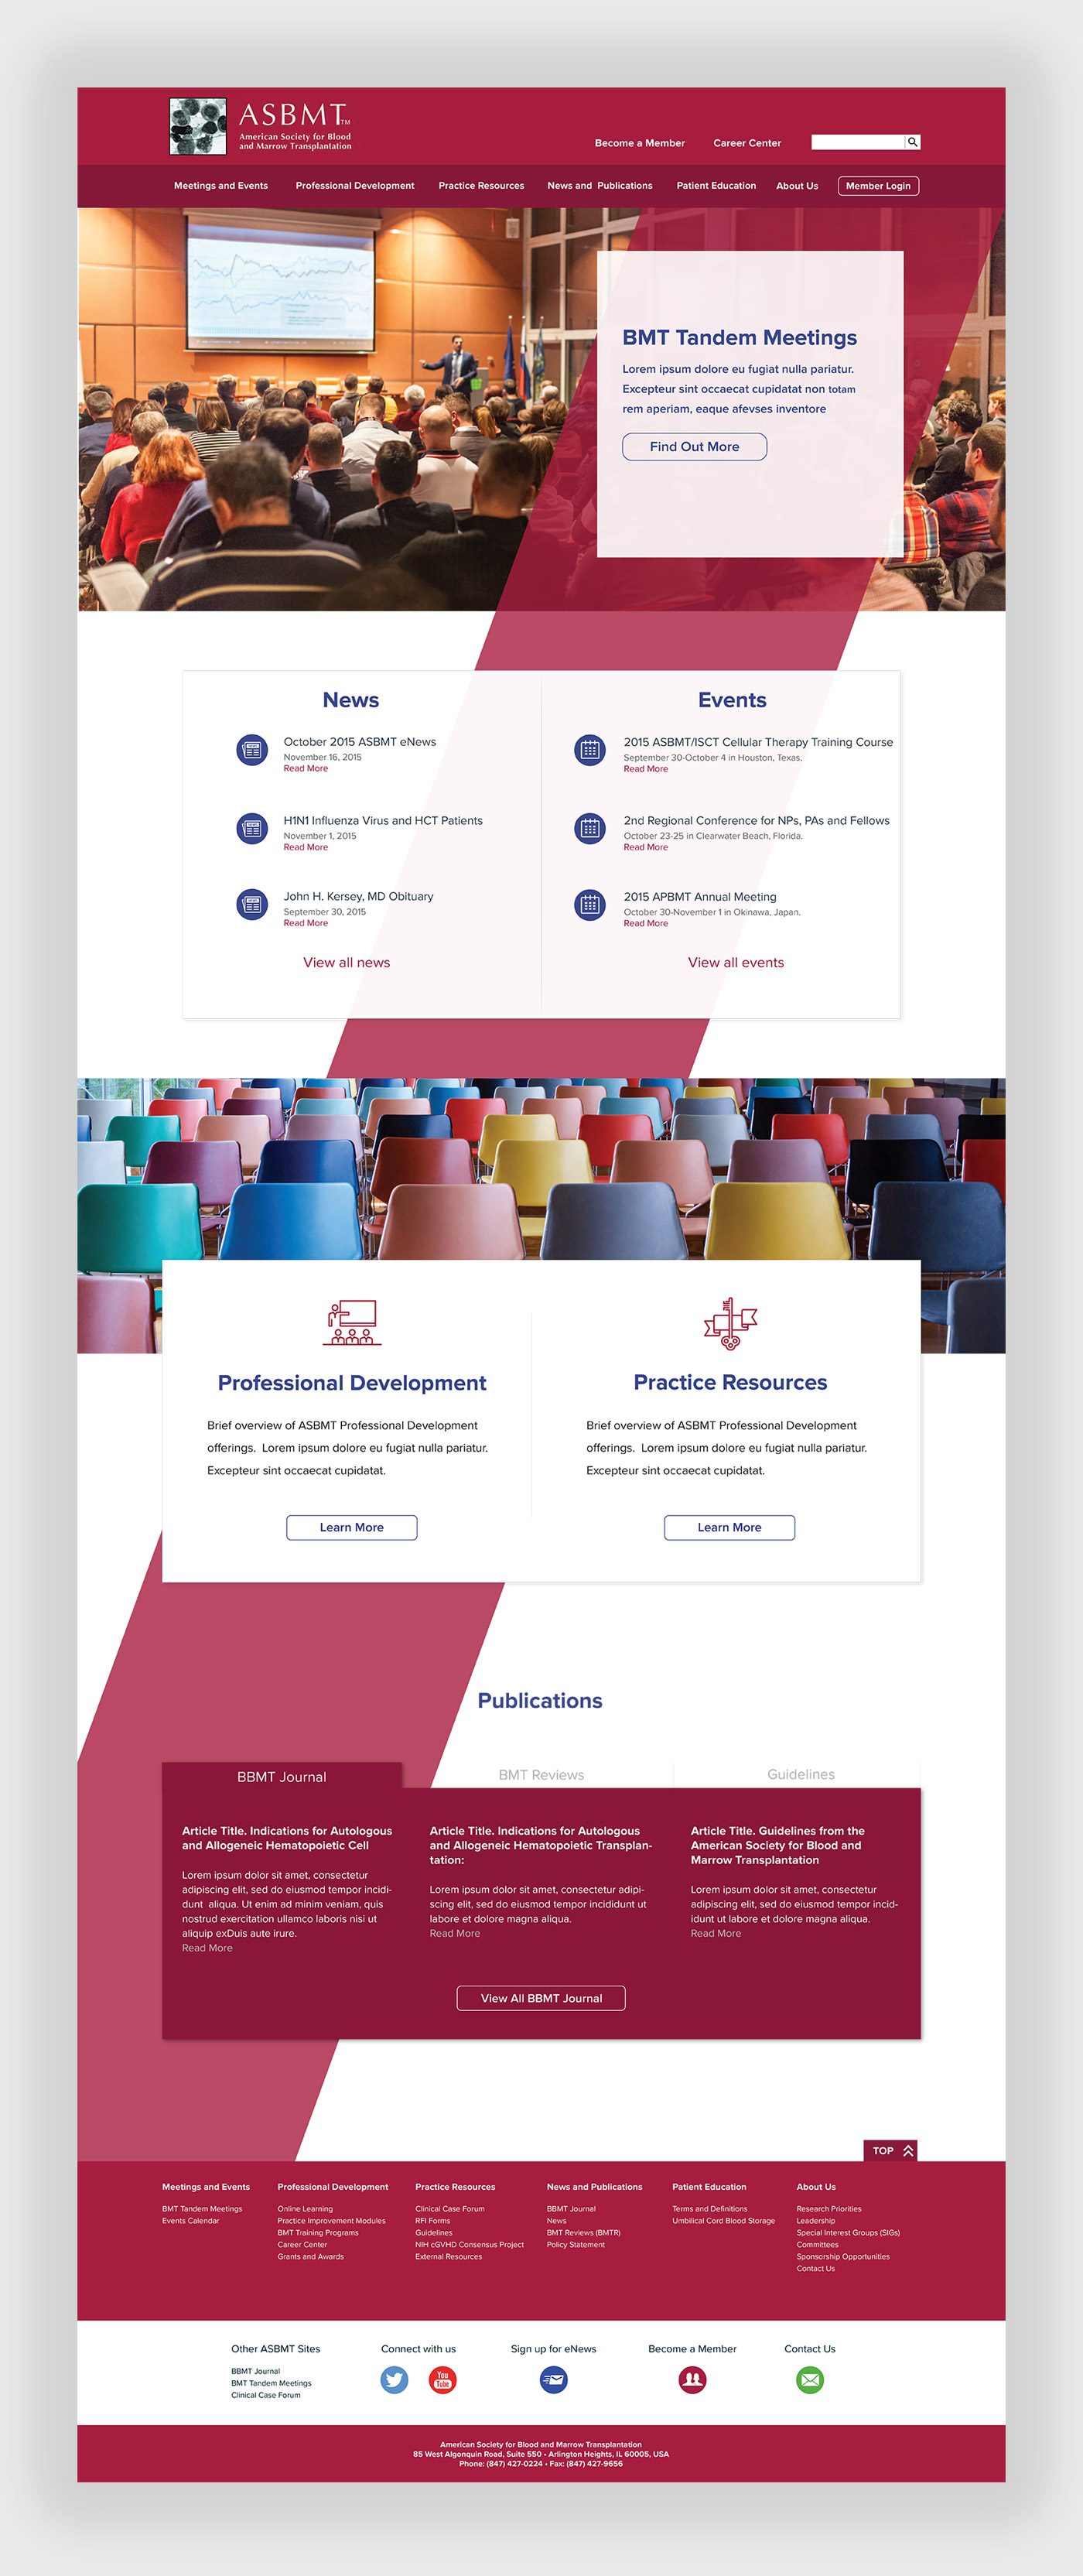 ASBMT™
American Society for Blood
and Marrow Transplantation
Become a Member
Career Center
Meetings and Events
Professional Development
Practice Resources
News and Publications
Patient Education
About Us
Member Login
BMT Tandem Meetings
Lorem ipsum dolore eu fugiat nulla pariatur.
Excepteur sint occaecat cupidatat non totam
rem aperiam, eaque afevses inventore
Find Out More
News
October 2015 ASBMT eNews
November 16, 2015
Read More
H1N1 Influenza Virus and HCT Patients
November 1, 2015
Read More
John H. Kersey, MD Obituary
September 30, 2015
Read More
View all news
Events
2015 ASBMT/ISCT Cellular Therapy Training Course
September 30-October 4 in Houston, Texas.
Read More
2nd Regional Conference for NPs, PAs and Fellows
October 23-25 in Clearwater Beach, Florida.
Read More
2015 APBMT Annual Meeting
October 30-November 1 in Okinawa, Japan.
Read More
View all events
Professional Development
Brief overview of ASBMT Professional Development
offerings. Lorem ipsum dolore eu fugiat nulla pariatur.
Excepteur sint occaecat cupidatat.
Learn More
Practice Resources
Brief overview of ASBMT Professional Development
offerings. Lorem ipsum dolore eu fugiat nulla pariatur.
Excepteur sint occaecat cupidatat.
Learn More
Publications
BBMT Journal
BMT Reviews
Guidelines
Article Title. Indications for Autologous
and Allogeneic Hematopoietic Cell
Lorem ipsum dolor sit amet, consectetur
adipiscing elit, sed do eiusmod tempor incidi-
dunt aliqua. Ut enim ad minim veniam, quis
nostrud exercitation ullamco laboris nisi ut
aliquip exDuis aute irure.
Read More
Article Title. Indications for Autologous
and Allogeneic Hematopoietic Transplan-
tation:
Lorem ipsum dolor sit amet, consectetur adipi-
scing elit, sed do eiusmod tempor incididunt ut
labore et dolore magna aliqua.
Read More
Article Title. Guidelines from the
American Society for Blood and
Marrow Transplantation
Lorem ipsum dolor sit amet, consectetur
adipiscing elit, sed do eiusmod tempor incid-
idunt ut labore et dolore magna aliqua.
Read More
View All BBMT Journal
TOP
Meetings and Events
BMT Tandem Meetings
Events Calendar
Professional Development
Online Learning
Practice Improvement Modules
BMT Training Programs
Career Center
Grants and Awards
Practice Resources
Clinical Case Forum
RFI Forms
Guidelines
NIH cGVHD Consensus Project
External Resources
News and Publications
BBMT Journal
News
BMT Reviews (BMTR)
Policy Statement
Patient Education
Terms and Definitions
Umbilical Cord Blood Storage
About Us
Research Priorities
Leadership
Special Interest Groups (SIGs)
Committees
Sponsorship Opportunities
Contact Us
Other ASBMT Sites
BBMT Journal
BMT Tandem Meetings
Clinical Case Forum
Connect with us
You
Tube
Sign up for eNews
Become a Member
Contact Us
American Society for Blood and Marrow Transplantation
85 West Algonquin Road, Suite 550 • Arlington Heights, IL 60005, USA
Phone: (847) 427-0224 • Fax: (847) 427-9656